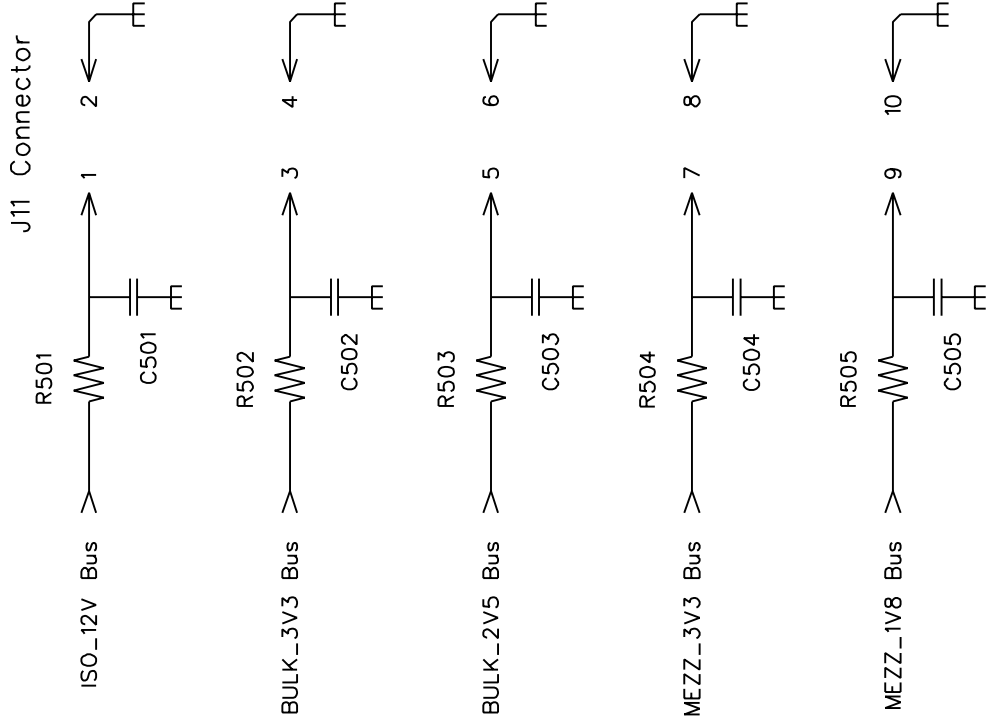 J11 Connector
ISO_12V Bus
R501
C501
1
2
BULK_3V3 Bus
R502
C502
3
4
BULK_2V5 Bus
R503
C503
5
6
MEZZ_3V3 Bus
R504
C504
7
8
MEZZ_1V8 Bus
R505
C505
9
10